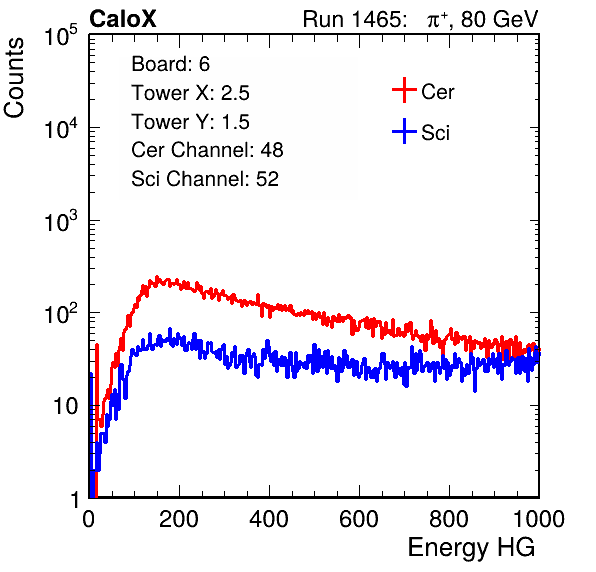 CaloX Run 1465: π⁺, 80 GeV
Board: 6
Tower X: 2.5
Tower Y: 1.5
Cer Channel: 48
Sci Channel: 52
Cer
Sci
Counts
10⁵
10⁴
10³
10²
10
1
0 200 400 600 800 1000
Energy HG